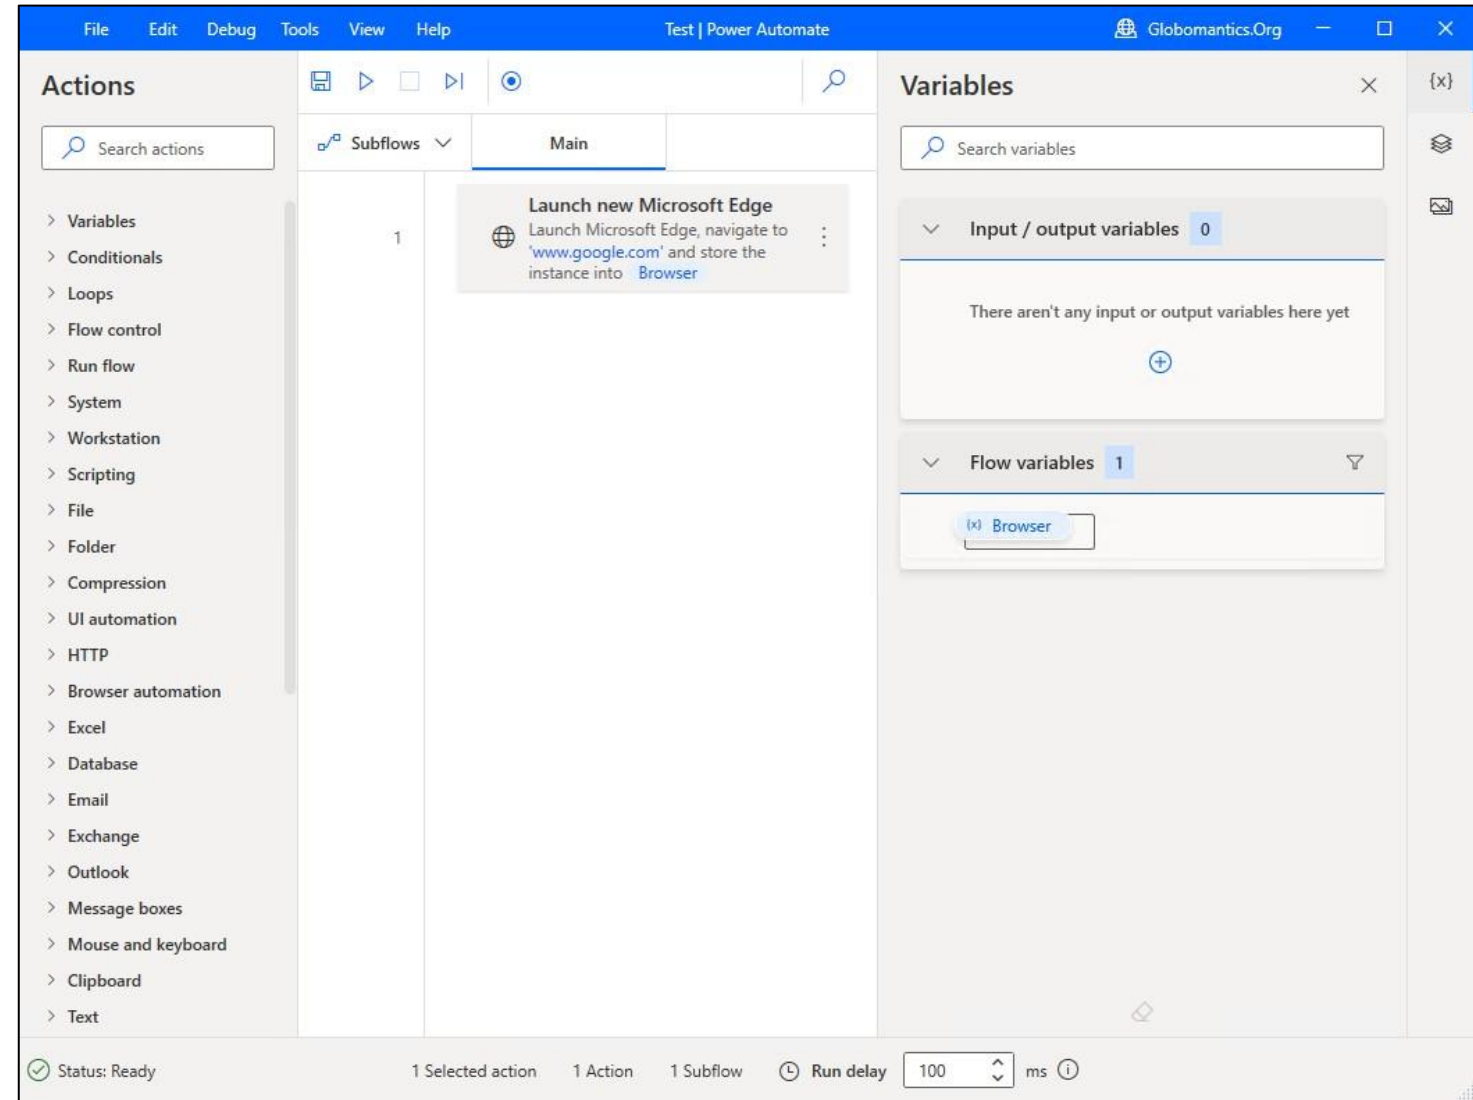 File Edit Debug Tools View Help Test | Power Automate Globomantics.Org
Actions
Search actions
Variables
Conditionals
Loops
Flow control
Run flow
System
Workstation
Scripting
File
Folder
Compression
UI automation
HTTP
Browser automation
Excel
Database
Email
Exchange
Outlook
Message boxes
Mouse and keyboard
Clipboard
Text
Subflows Main
1
Launch new Microsoft Edge
Launch Microsoft Edge, navigate to
'www.google.com' and store the
instance into Browser
Variables
{x}
Search variables
Input / output variables 0
There aren't any input or output variables here yet
Flow variables 1
{x} Browser
Status: Ready 1 Selected action 1 Action 1 Subflow Run delay 100 ms